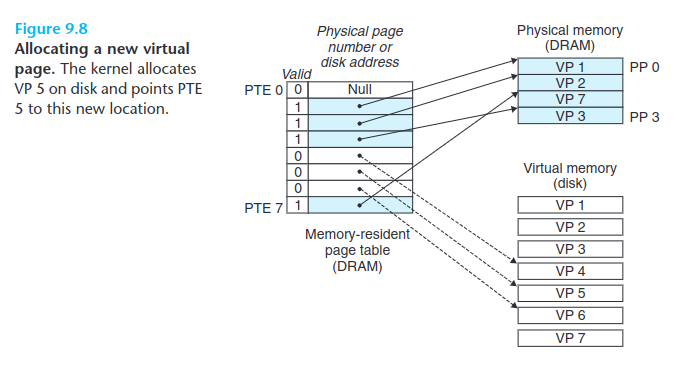 Figure 9.8
Allocating a new virtual
page. The kernel allocates
VP 5 on disk and points PTE
5 to this new location.
Physical page
number or
disk address
Valid
PTE 0 0 Null
1
1
1
0
0
0
PTE 7 1
Memory-resident
page table
(DRAM)
Physical memory
(DRAM)
VP 1 PP 0
VP 2
VP 7
VP 3 PP 3
Virtual memory
(disk)
VP 1
VP 2
VP 3
VP 4
VP 5
VP 6
VP 7